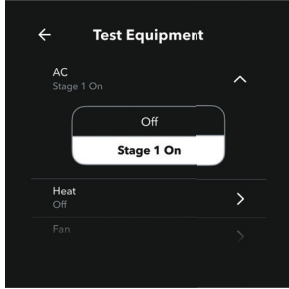 Test Equipment
AC
Stage 1 On
Off
Stage 1 On
Heat
Off
Fan